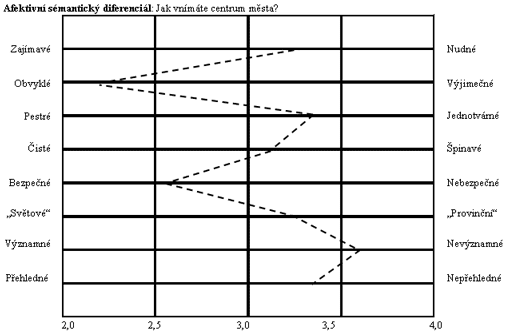 Afektivní sémantický diferenciál: Jak vnímáte centrum města?
Zajímavé Nudné
Obvyklé Výjimečné
Pestré Jednotvárné
Čisté Špinavé
Bezpečné Nebezpečné
„Světové“ „Provinční“
Významné Nevýznamné
Přehledné Nepřehledné
2,0 2,5 3,0 3,5 4,0